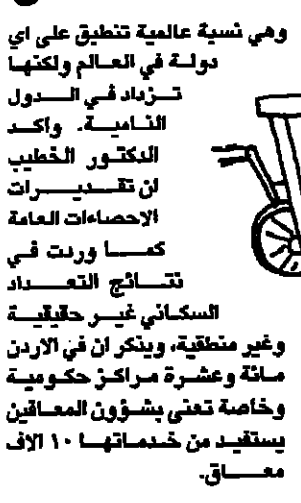 وهي نسبة عالمية تنطبق على اي
دولة في العالم ولكنها
تزداد في الدول
النامية. واكد
الدكتور الخطيب
ان تقديرات
الاحصاءات العامة
كما وردت في
نتائج التعداد
السكاني غير حقيقية
وغير منطقية، ويذكر ان في الاردن
مائة وعشرة مراكز حكومية
وخاصة تعنى بشؤون المعاقين
يستفيد من خدماتها ١٠ الاف
معاق.